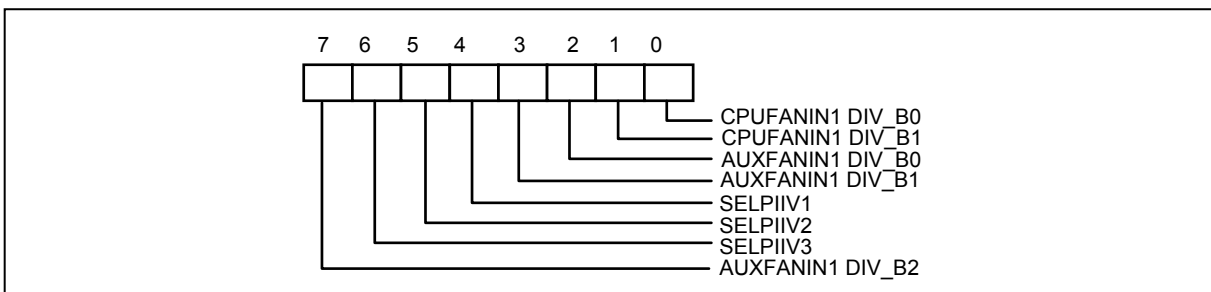 7 6 5 4 3 2 1 0
CPUFANIN1 DIV_B0
CPUFANIN1 DIV_B1
AUXFANIN1 DIV_B0
AUXFANIN1 DIV_B1
SELPIIV1
SELPIIV2
SELPIIV3
AUXFANIN1 DIV_B2